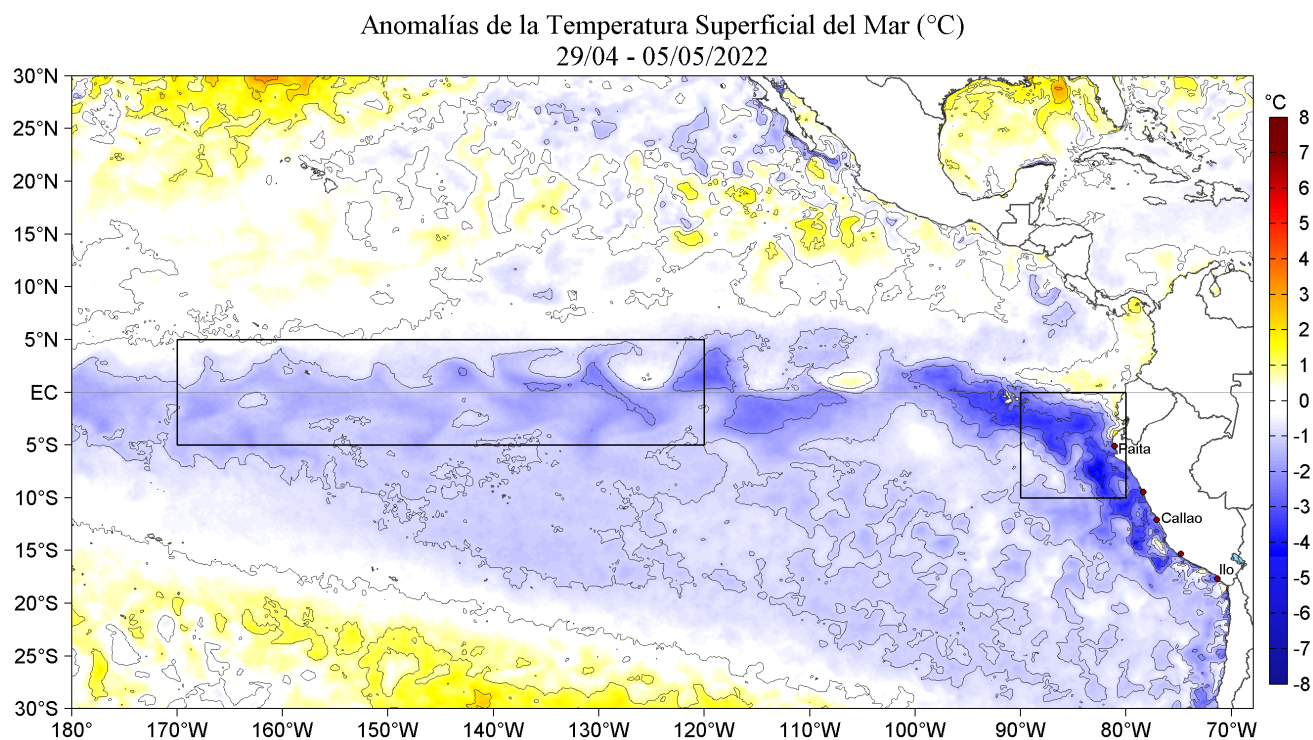 Anomalías de la Temperatura Superficial del Mar (°C)
29/04 - 05/05/2022
30°N
25°N
20°N
15°N
10°N
5°N
EC
5°S
10°S
15°S
20°S
25°S
30°S
Paita
Callao
Ilo
180
170°W
160°W
150°W
140°W
130°W
120°W
110°W
100°W
90°W
80°W
70°W
°C
8
7
6
5
4
3
2
1
0
-1
-2
-3
-4
-5
-6
-7
-8